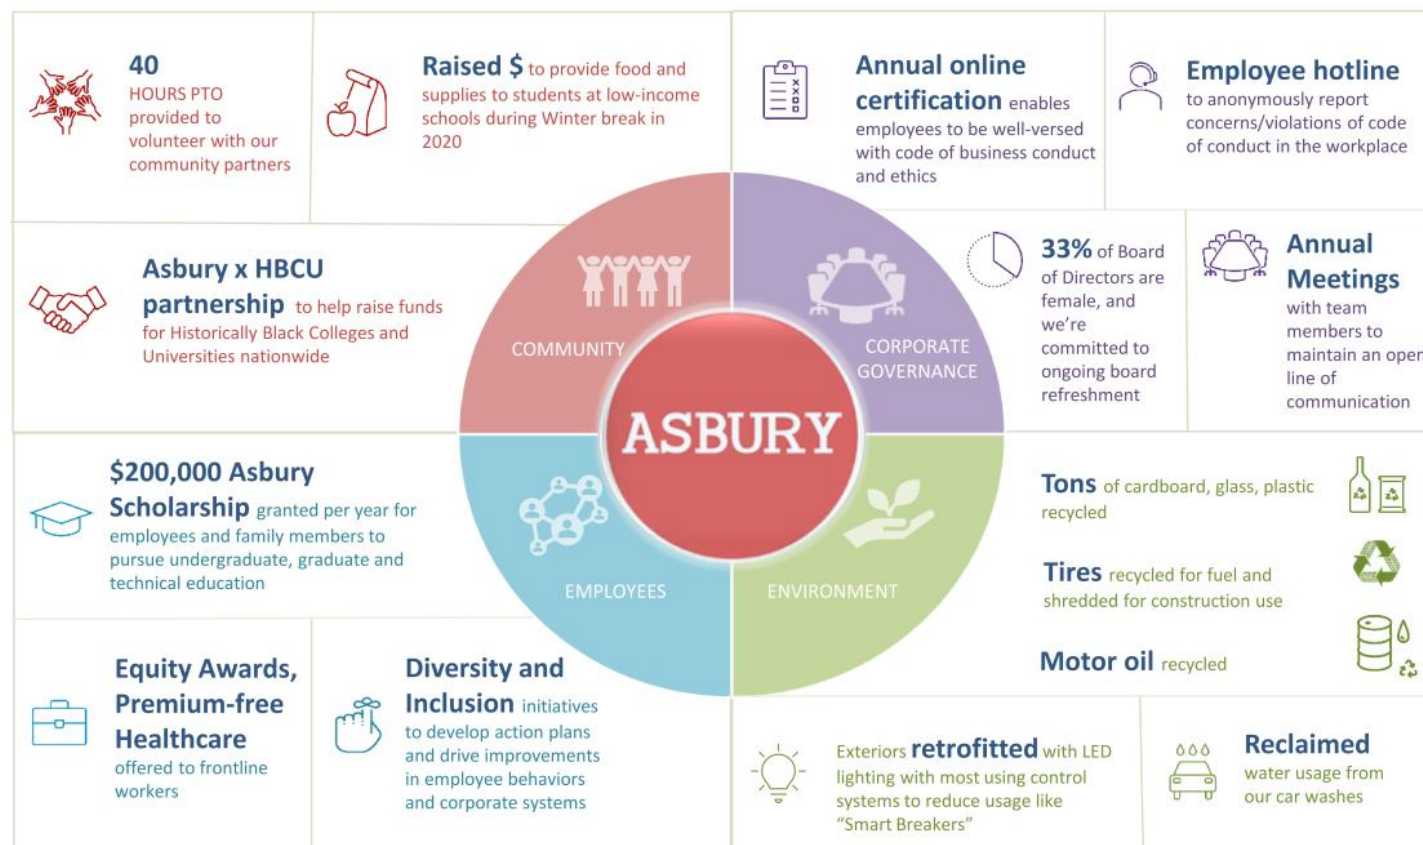 40
HOURS PTO
provided to
volunteer with our
community partners
Raised $ to provide food and
supplies to students at low-income
schools during Winter break in
2020
Annual online
certification enables
employees to be well-versed
with code of business conduct
and ethics
Employee hotline
to anonymously report
concerns/violations of code
of conduct in the workplace
Asbury x HBCU
partnership to help raise funds
for Historically Black Colleges and
Universities nationwide
COMMUNITY
CORPORATE
GOVERNANCE
33% of Board
of Directors are
female, and
we're
committed to
ongoing board
refreshment
Annual
Meetings
with team
members to
maintain an open
line of
communication
ASBURY
$200,000 Asbury
Scholarship granted per year for
employees and family members to
pursue undergraduate, graduate and
technical education
EMPLOYEES
ENVIRONMENT
Tons of cardboard, glass, plastic
recycled
Tires recycled for fuel and
shredded for construction use
Motor oil recycled
Equity Awards,
Premium-free
Healthcare
offered to frontline
workers
Diversity and
Inclusion initiatives
to develop action plans
and drive improvements
in employee behaviors
and corporate systems
Exteriors retrofitted with LED
lighting with most using control
systems to reduce usage like
"Smart Breakers"
Reclaimed
water usage from
our car washes